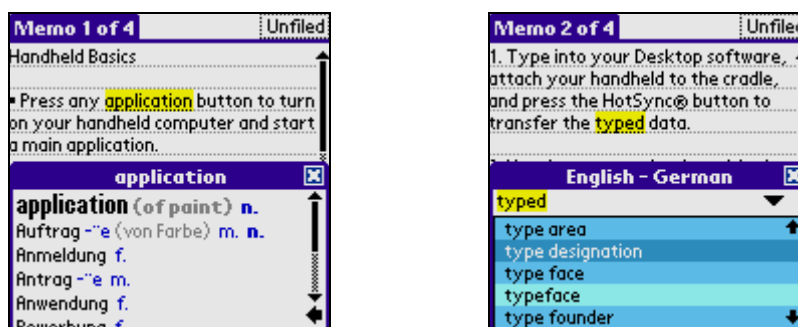 Memo 1 of 4 Unfiled
Handheld Basics
• Press any application button to turn
on your handheld computer and start
a main application.
application
application (of paint) n.
Auftrag -¨e (von Farbe) m. n.
Anmeldung f.
Antrag -¨e m.
Anwendung f.
Bewerbung f.
Memo 2 of 4 Unfiled
1. Type into your Desktop software,
attach your handheld to the cradle,
and press the HotSync® button to
transfer the typed data.
English - German
typed
type area
type designation
type face
typeface
type founder